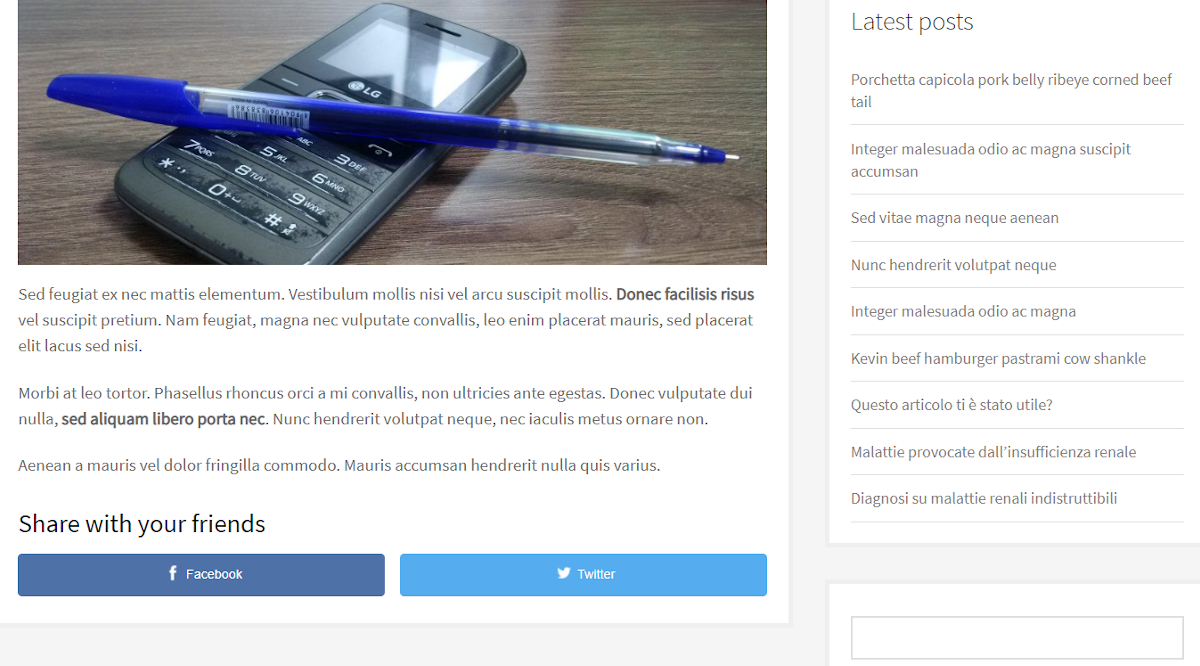 LG
ABC
7PQRS
5JKL
3DEF
*
8TUV
6MNO
0+
9WXYZ
#
Sed feugiat ex nec mattis elementum. Vestibulum mollis nisi vel arcu suscipit mollis. Donec facilisis risus
vel suscipit pretium. Nam feugiat, magna nec vulputate convallis, leo enim placerat mauris, sed placerat
elit lacus sed nisi.
Morbi at leo tortor. Phasellus rhoncus orci a mi convallis, non ultricies ante egestas. Donec vulputate dui
nulla, sed aliquam libero porta nec. Nunc hendrerit volutpat neque, nec iaculis metus ornare non.
Aenean a mauris vel dolor fringilla commodo. Mauris accumsan hendrerit nulla quis varius.
Share with your friends
Facebook
Twitter
Latest posts
Porchetta capicola pork belly ribeye corned beef
tail
Integer malesuada odio ac magna suscipit
accumsan
Sed vitae magna neque aenean
Nunc hendrerit volutpat neque
Integer malesuada odio ac magna
Kevin beef hamburger pastrami cow shankle
Questo articolo ti è stato utile?
Malattie provocate dall’insufficienza renale
Diagnosi su malattie renali indistruttibili